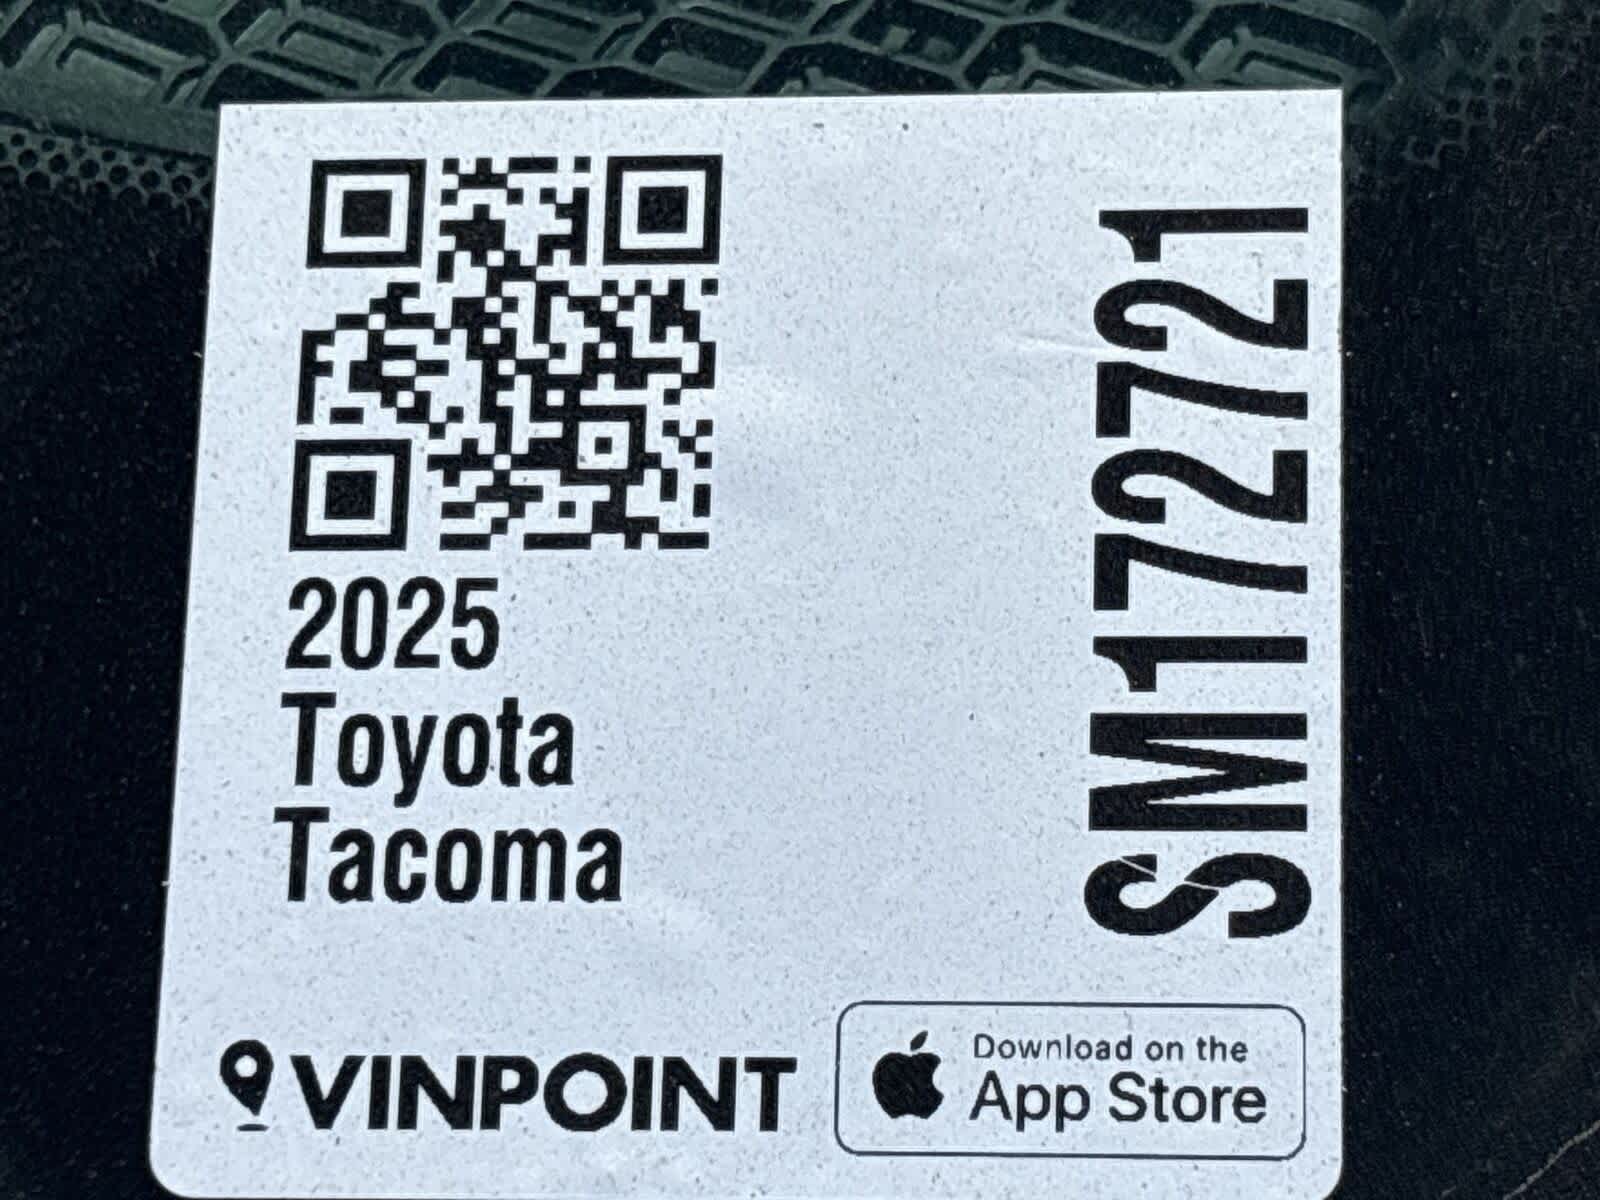 2025
Toyota
Tacoma
SM172721
VINPOINT
Download on the
App Store